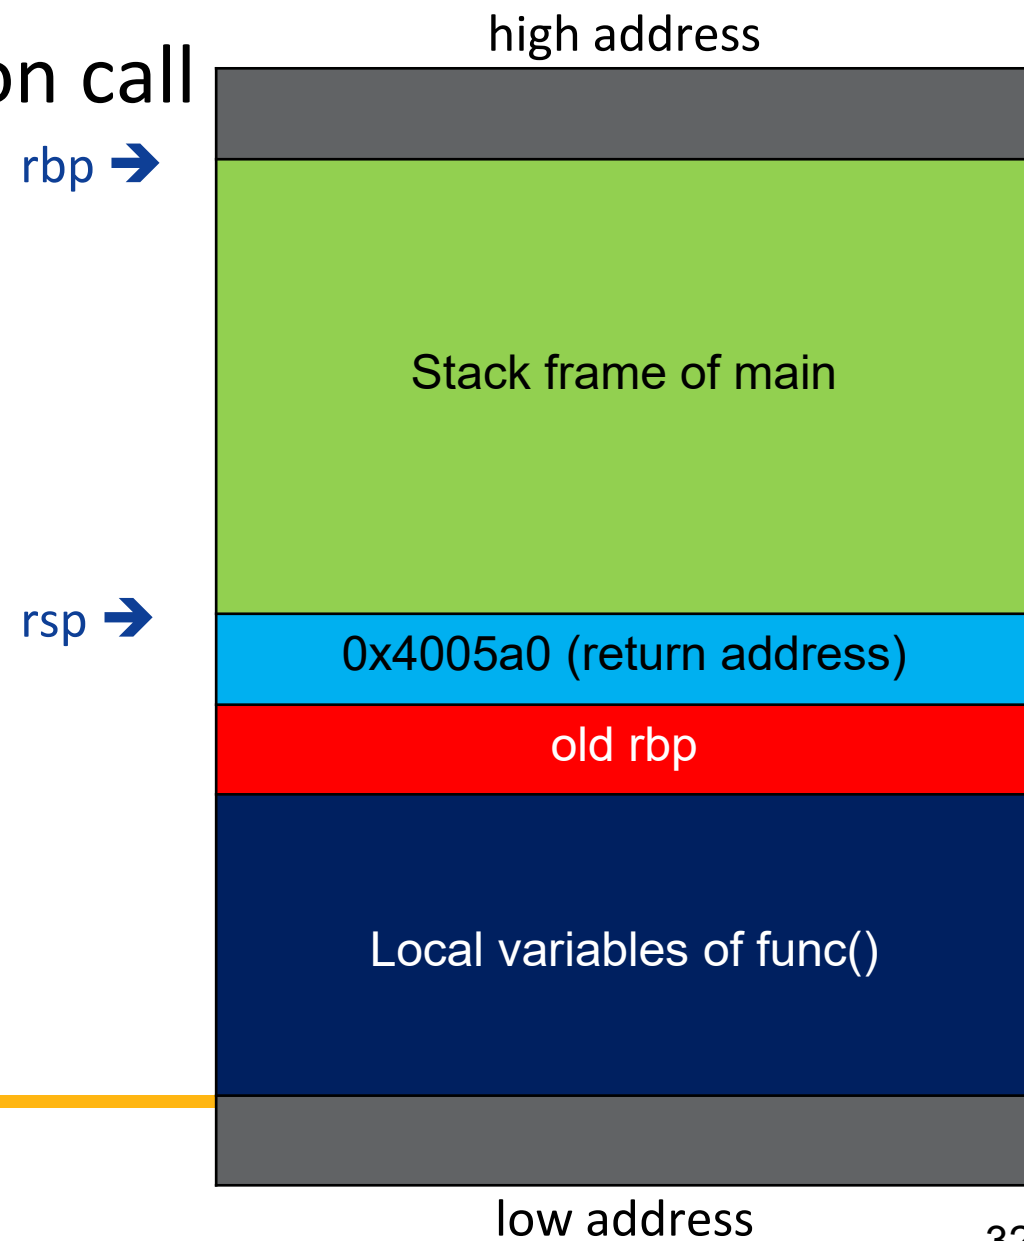 high address
on call
rbp
Stack frame of main
rsp
0x4005a0 (return address)
old rbp
Local variables of func()
low address
32